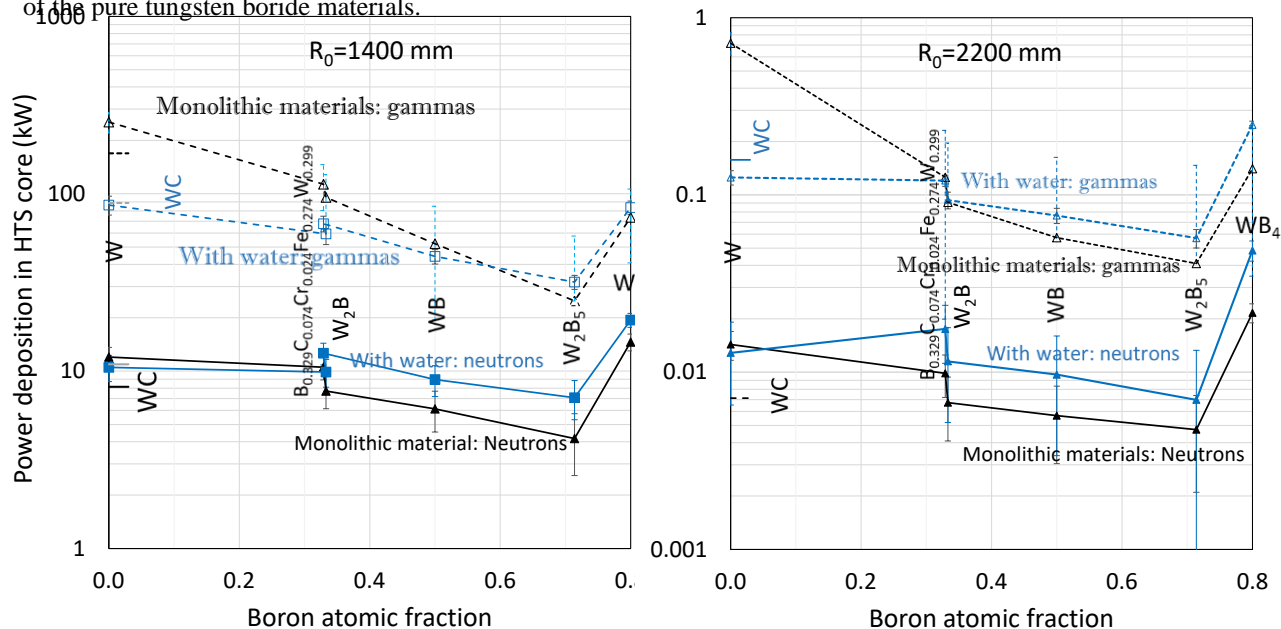 of the pure tungsten boride materials.
1000
100
10
1
Power deposition in HTS core (kW)
R0=1400 mm
Monolithic materials: gammas
WC
W
With water: gammas
B0.329C0.074Cr0.024Fe0.274W0.299
W2B
WB
W2B5
W
With water: neutrons
WC
Monolithic material: Neutrons
0.0 0.2 0.4 0.6 0.
Boron atomic fraction
1
0.1
0.01
0.001
R0=2200 mm
WC
W
With water: gammas
Monolithic materials: gammas
B0.329C0.074Cr0.024Fe0.274W0.299
W2B
WB
W2B5
WB4
With water: neutrons
WC
Monolithic materials: Neutrons
0.0 0.2 0.4 0.6 0.8
Boron atomic fraction